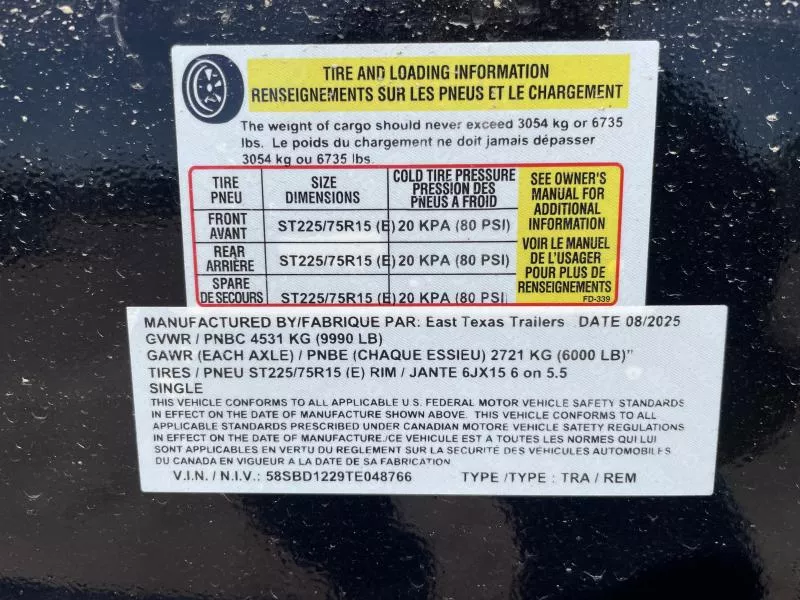 TIRE AND LOADING INFORMATION
RENSEIGNEMENTS SUR LES PNEUS ET LE CHARGEMENT
The weight of cargo should never exceed 3054 kg or 6735
lbs. Le poids du chargement ne doit jamais dépasser
3054 kg ou 6735 lbs.
TIRE
PNEU
SIZE
DIMENSIONS
COLD TIRE PRESSURE
PRESSION DES
PNEUS A FROID
SEE OWNER'S
MANUAL FOR
ADDITIONAL
INFORMATION
VOIR LE MANUEL
DE L'USAGER
POUR PLUS DE
RENSEIGNEMENTS
FD-339
FRONT
AVANT
ST225/75R15 (E) 20 KPA (80 PSI)
REAR
ARRIÈRE
ST225/75R15 (E) 20 KPA (80 PSI)
SPARE
DE SECOURS
ST225/75R15 (E) 20 KPA (80 PSI)
MANUFACTURED BY/FABRIQUE PAR: East Texas Trailers DATE 08/2025
GVWR / PNBC 4531 KG (9990 LB)
GAWR (EACH AXLE) / PNBE (CHAQUE ESSIEU) 2721 KG (6000 LB)"
TIRES / PNEU ST225/75R15 (E) RIM / JANTE 6JX15 6 on 5.5
SINGLE
THIS VEHICLE CONFORMS TO ALL APPLICABLE U.S. FEDERAL MOTOR VEHICLE SAFETY STANDARDS
IN EFFECT ON THE DATE OF MANUFACTURE SHOWN ABOVE. THIS VEHICLE CONFORMS TO ALL
APPLICABLE STANDARDS PRESCRIBED UNDER CANADIAN MOTORE VEHICLE SAFETY REGULATIONS
IN EFFECT ON THE DATE OF MANUFACTURE./CE VEHICULE EST A TOUTES LES NORMES QUI LUI
SONT APPLICABLES EN VERTU DU REGLEMENT SUR LA SECURITE DES VEHICULES AUTOMOBILES
DU CANADA EN VIGUEUR A LA DATE DE SA FABRICATION
V.I.N. / N.I.V.: 58SBD1229TE048766 TYPE /TYPE : TRA / REM